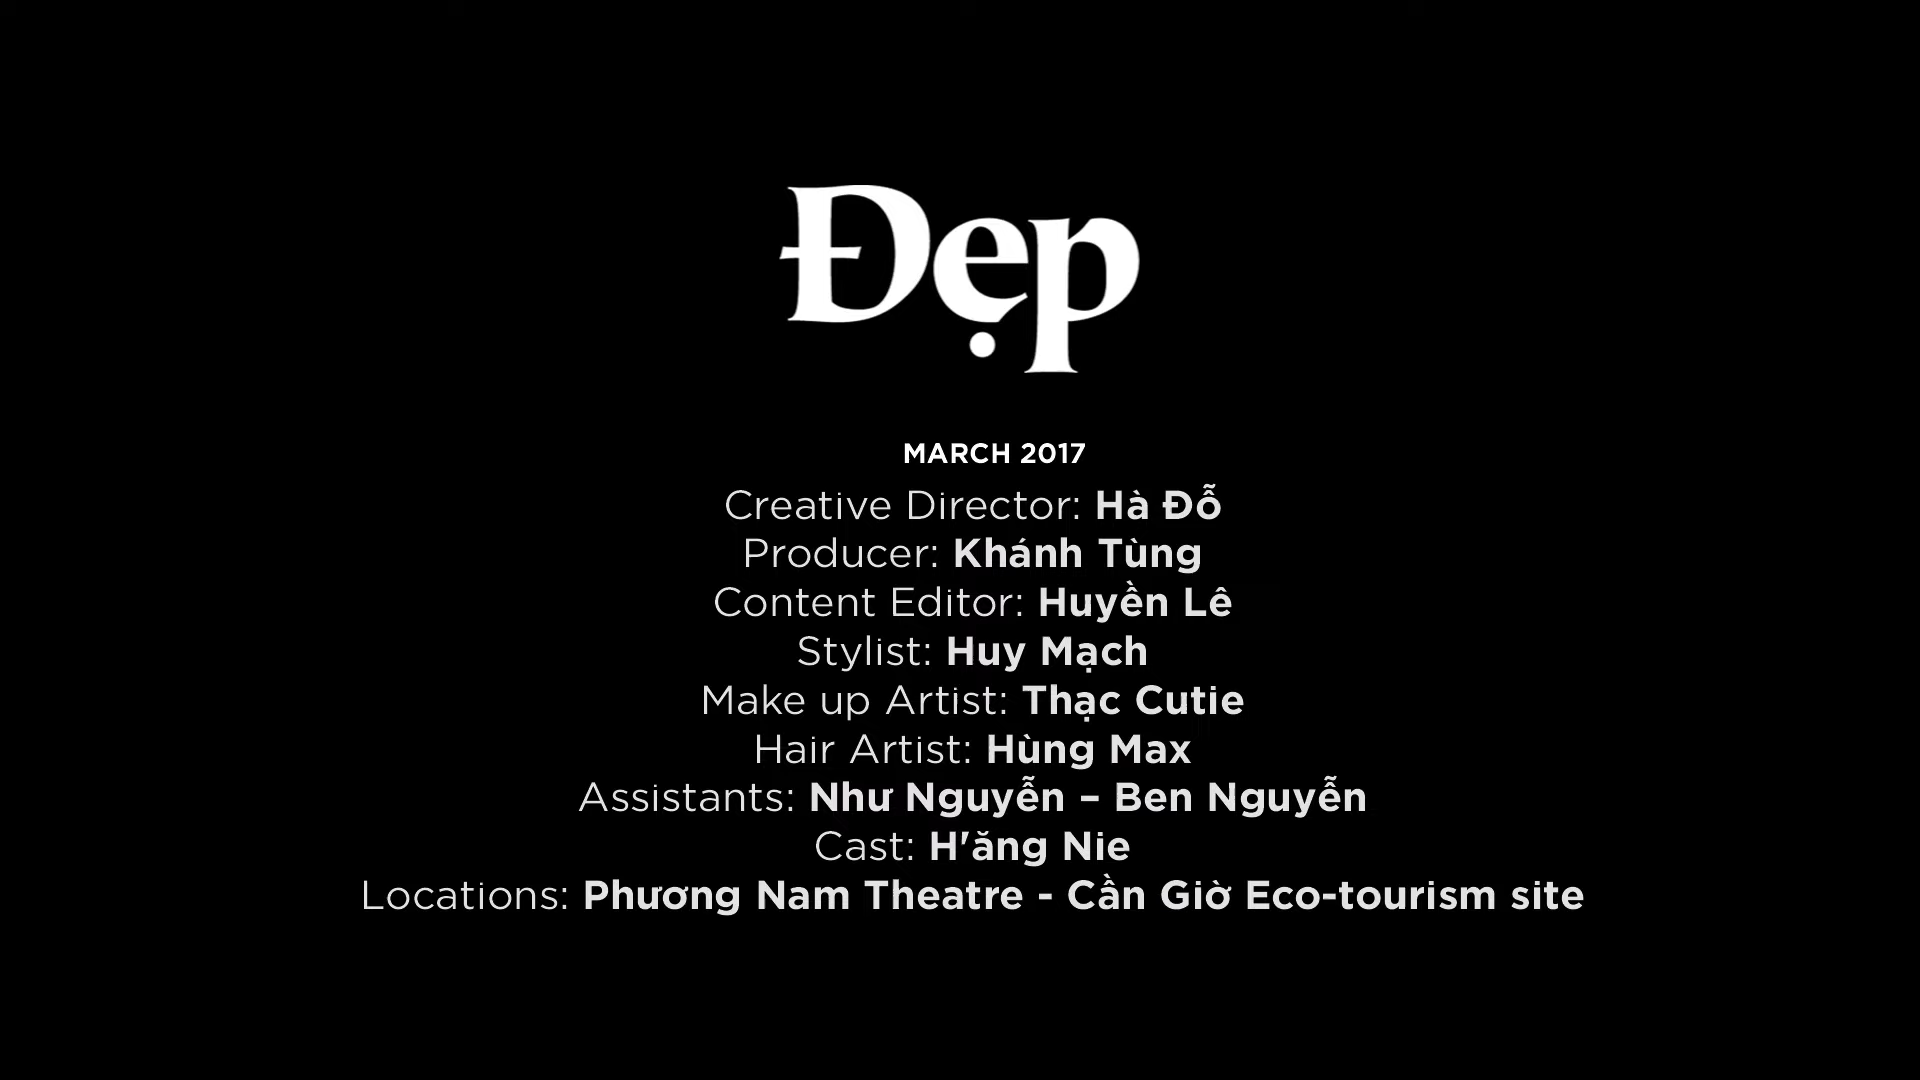 Đẹp
MARCH 2017
Creative Director: Hà Đỗ
Producer: Khánh Tùng
Content Editor: Huyền Lê
Stylist: Huy Mạch
Make up Artist: Thạc Cutie
Hair Artist: Hùng Max
Assistants: Như Nguyễn – Ben Nguyễn
Cast: H'ăng Nie
Locations: Phương Nam Theatre - Cần Giờ Eco-tourism site